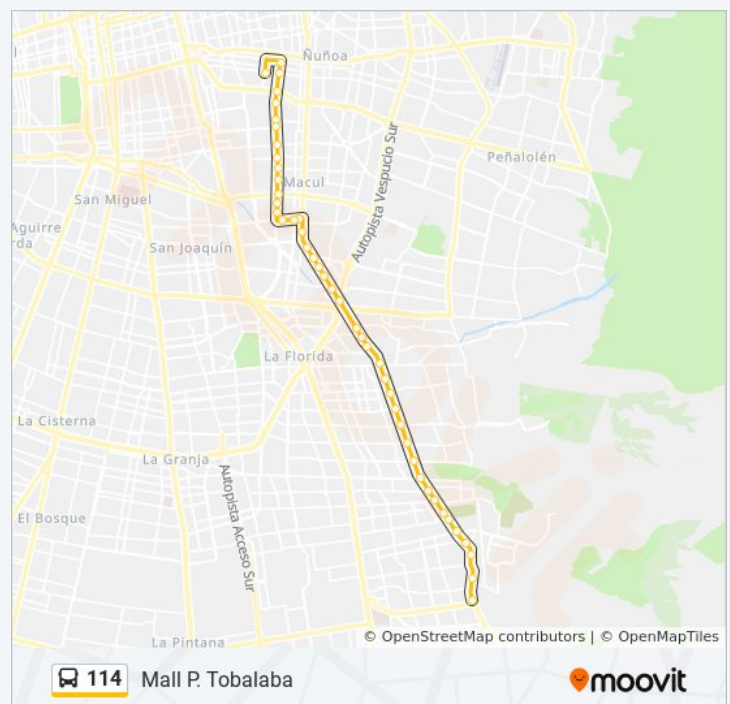 Ñuñoa
Peñalolén
Autopista Vespucio Sur
Macul
San Miguel
Aguirre
rda
San Joaquín
La Florida
La Cisterna
La Granja
Autopista Acceso Sur
El Bosque
La Pintana
© OpenStreetMap contributors | © OpenMapTiles
114 Mall P. Tobalaba
moovit